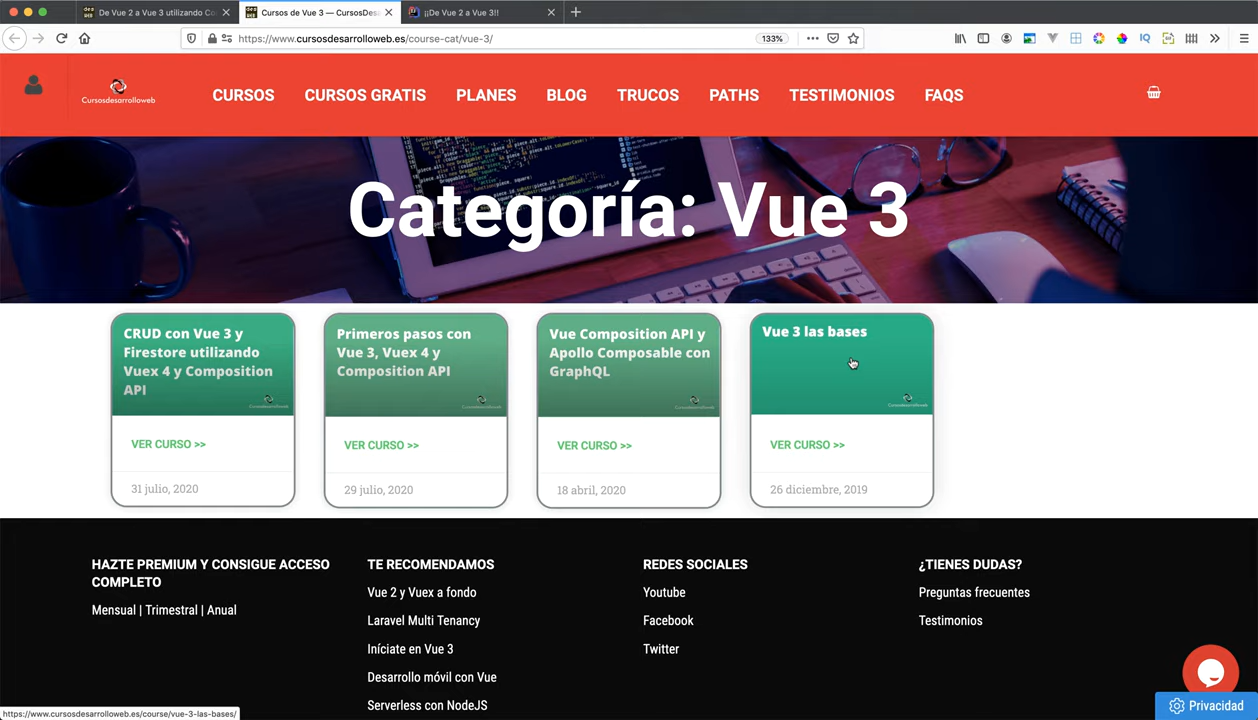 De Vue 2 a Vue 3 utilizando Co
Cursos de Vue 3 — CursosDesa
¡¡De Vue 2 a Vue 3!!
https://www.cursosdesarrolloweb.es/course-cat/vue-3/
133%
IQ
Cursosdesarrolloweb
CURSOS
CURSOS GRATIS
PLANES
BLOG
TRUCOS
PATHS
TESTIMONIOS
FAQS
Categoría: Vue 3
CRUD con Vue 3 y
Firestore utilizando
Vuex 4 y Composition
API
Cursosdesarrolloweb
VER CURSO >>
31 julio, 2020
Primeros pasos con
Vue 3, Vuex 4 y
Composition API
Cursosdesarrolloweb
VER CURSO >>
29 julio, 2020
Vue Composition API y
Apollo Composable con
GraphQL
Cursosdesarrolloweb
VER CURSO >>
18 abril, 2020
Vue 3 las bases
Cursosdesarrolloweb
VER CURSO >>
26 diciembre, 2019
HAZTE PREMIUM Y CONSIGUE ACCESO
COMPLETO
Mensual | Trimestral | Anual
TE RECOMENDAMOS
Vue 2 y Vuex a fondo
Laravel Multi Tenancy
Iníciate en Vue 3
Desarrollo móvil con Vue
Serverless con NodeJS
REDES SOCIALES
Youtube
Facebook
Twitter
¿TIENES DUDAS?
Preguntas frecuentes
Testimonios
Privacidad
https://www.cursosdesarrolloweb.es/course/vue-3-las-bases/